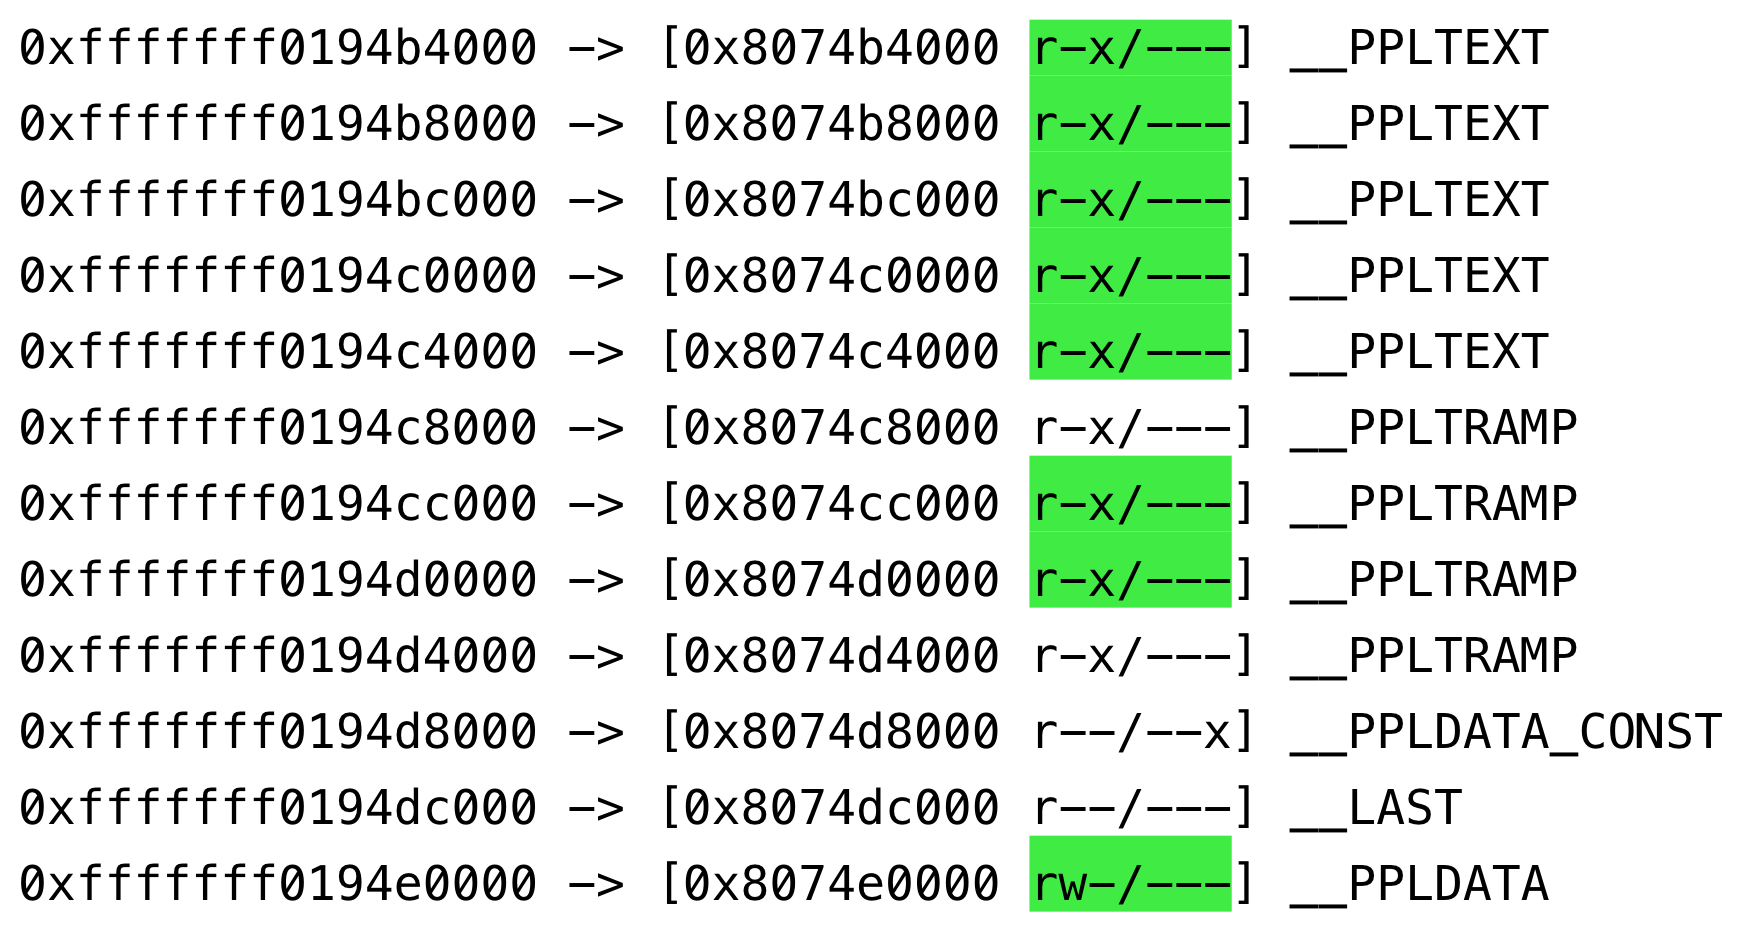 0xfffffff0194b4000 −> [0x8074b4000 r−x/−−−] __PPLTEXT
0xfffffff0194b8000 −> [0x8074b8000 r−x/−−−] __PPLTEXT
0xfffffff0194bc000 −> [0x8074bc000 r−x/−−−] __PPLTEXT
0xfffffff0194c0000 −> [0x8074c0000 r−x/−−−] __PPLTEXT
0xfffffff0194c4000 −> [0x8074c4000 r−x/−−−] __PPLTEXT
0xfffffff0194c8000 −> [0x8074c8000 r−x/−−−] __PPLTRAMP
0xfffffff0194cc000 −> [0x8074cc000 r−x/−−−] __PPLTRAMP
0xfffffff0194d0000 −> [0x8074d0000 r−x/−−−] __PPLTRAMP
0xfffffff0194d4000 −> [0x8074d4000 r−x/−−−] __PPLTRAMP
0xfffffff0194d8000 −> [0x8074d8000 r−−/−−x] __PPLDATA_CONST
0xfffffff0194dc000 −> [0x8074dc000 r−−/−−−] __LAST
0xfffffff0194e0000 −> [0x8074e0000 rw−/−−−] __PPLDATA